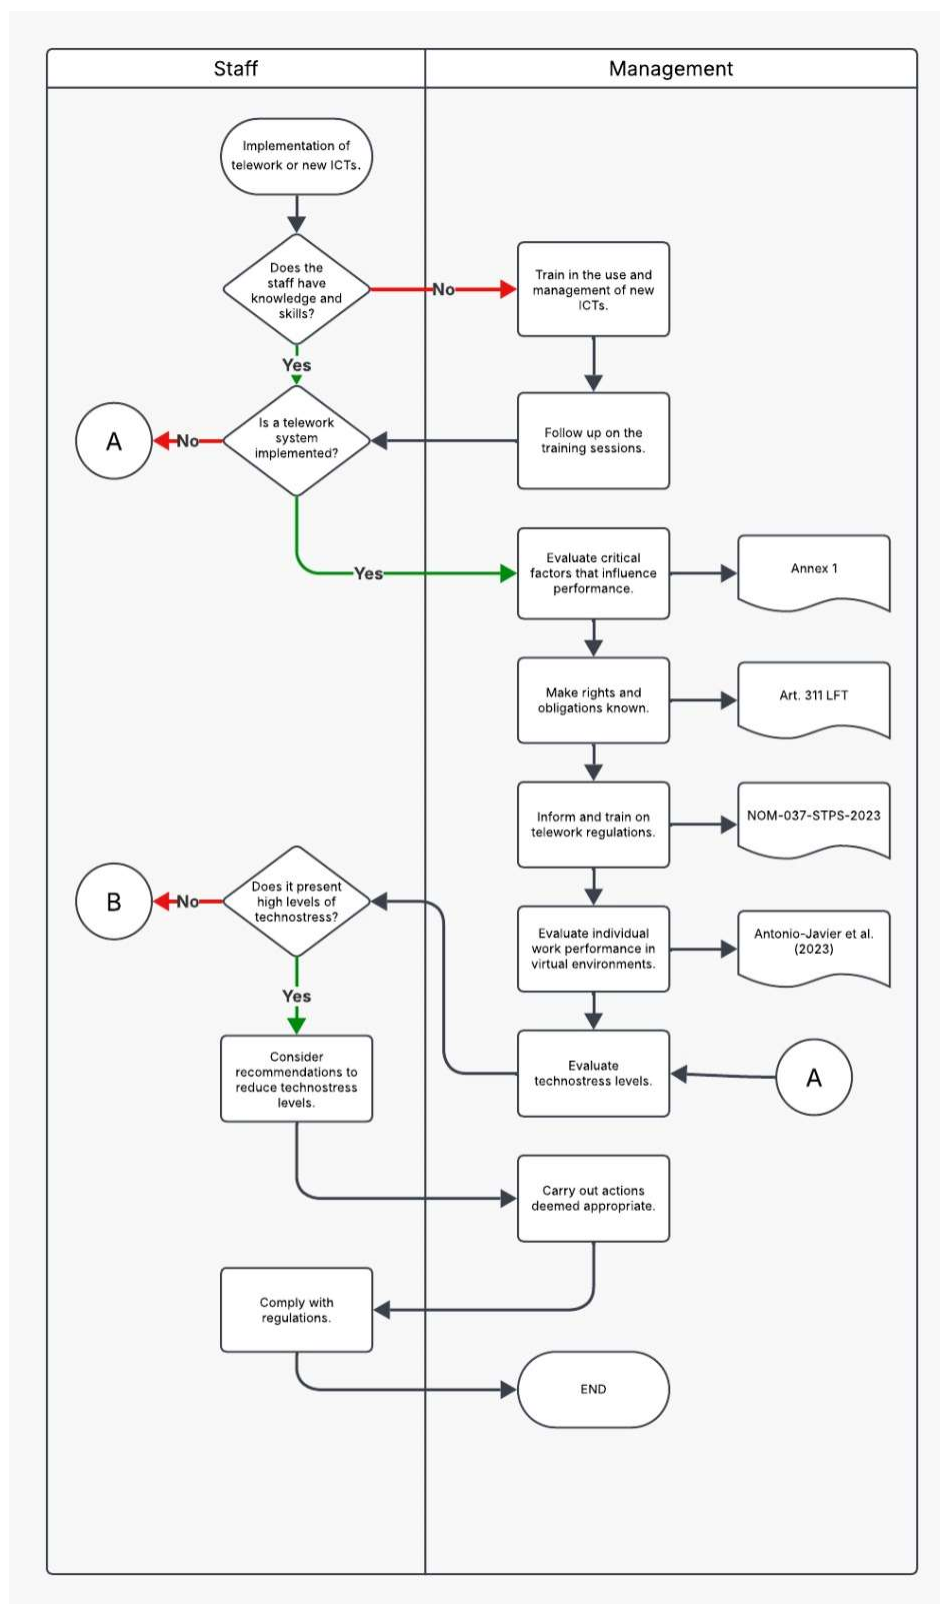 Staff
Management
Implementation of
telework or new ICTs.
Does the
staff have
knowledge and
skills?
No
Train in the use and
management of new
ICTs.
Yes
Is a telework
system
implemented?
No
A
Follow up on the
training sessions.
Yes
Evaluate critical
factors that influence
performance.
Annex 1
Make rights and
obligations known.
Art. 311 LFT
Inform and train on
telework regulations.
NOM-037-STPS-2023
Does it present
high levels of
technostress?
No
B
Evaluate individual
work performance in
virtual environments.
Antonio-Javier et al.
(2023)
Yes
Consider
recommendations to
reduce technostress
levels.
Evaluate
technostress levels.
A
Carry out actions
deemed appropriate.
Comply with
regulations.
END